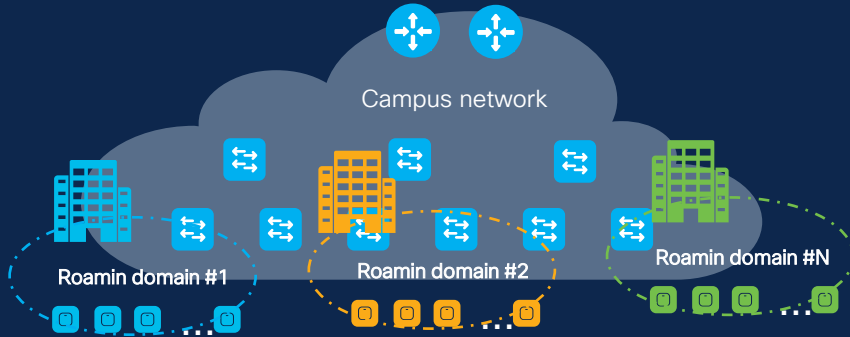 Campus network
Roamin domain #1
Roamin domain #2
Roamin domain #N
...
...
...